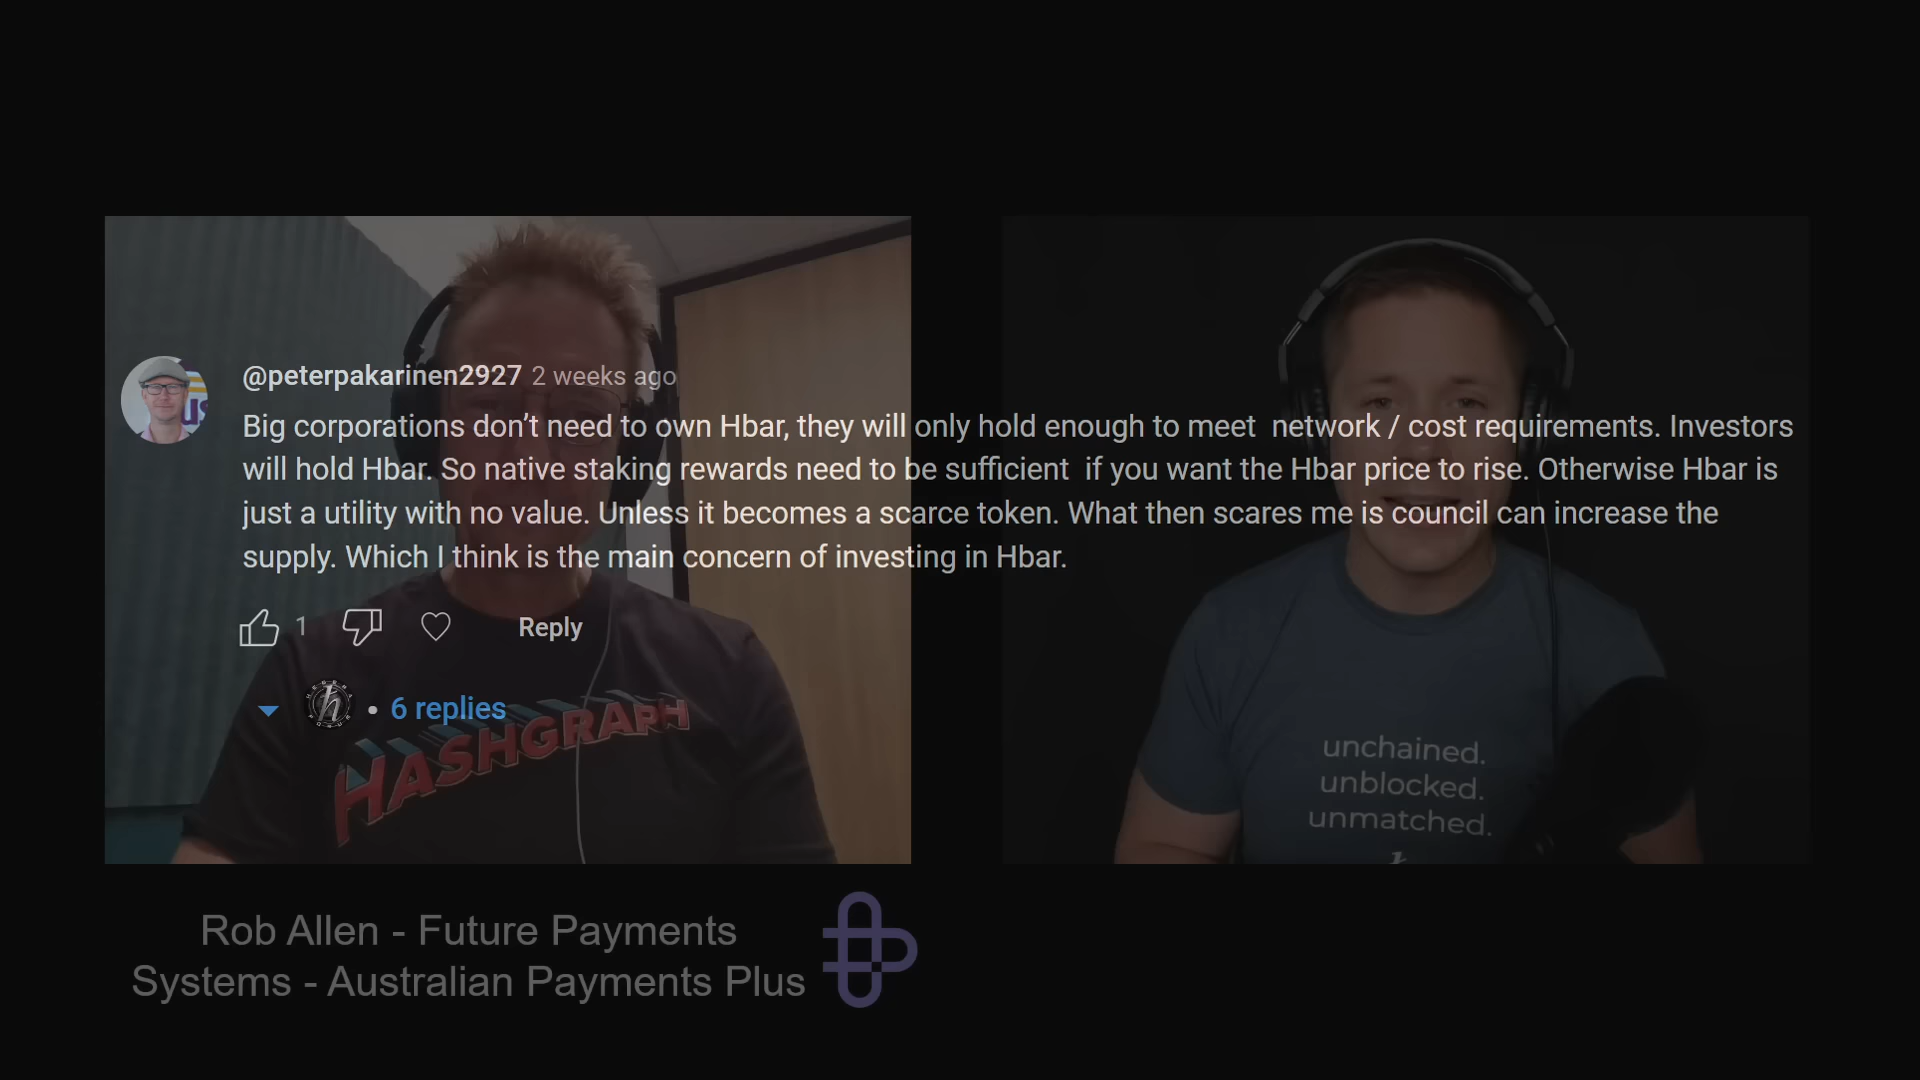 @peterpakarinen2927 2 weeks ago
Big corporations don't need to own Hbar, they will only hold enough to meet  network / cost requirements. Investors
will hold Hbar. So native staking rewards need to be sufficient  if you want the Hbar price to rise. Otherwise Hbar is
just a utility with no value. Unless it becomes a scarce token. What then scares me is council can increase the
supply. Which I think is the main concern of investing in Hbar.
1
Reply
• 6 replies
HASHGRAPH
unchained.
unblocked.
unmatched.
Rob Allen - Future Payments
Systems - Australian Payments Plus